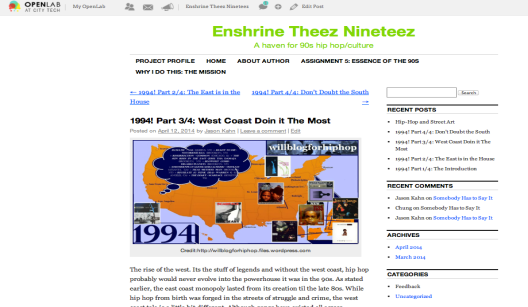 OPENLAB
AT CITY TECH
My OpenLab
Enshrine Theez Nineteez
Edit Post
Enshrine Theez Nineteez
A haven for 90s hip hop/culture
PROJECT PROFILE HOME ABOUT AUTHOR ASSIGNMENT 5: ESSENCE OF THE 90S
WHY I DO THIS: THE MISSION
← 1994! Part 2/4: The East is in the
House
1994! Part 4/4: Don't Doubt the South
→
1994! Part 3/4: West Coast Doin it The Most
Posted on April 12, 2014 by Jason Kahn | Leave a comment | Edit
willblogforhiphop
1994
Credit:http://willblogforhiphop.files.wordpress.com
The rise of the west. Its the stuff of legends and without the west coast, hip hop
probably would never evolve into the powerhouse it was in the 90s. As stated
earlier, the east coast monopoly lasted from its creation til the late 80s. While
hip hop from birth was forged in the streets of struggle and crime, the west
Search
RECENT POSTS
Hip-Hop and Street Art
1994! Part 4/4: Don't Doubt the South
1994! Part 3/4: West Coast Doin it The
Most
1994! Part 2/4: The East is in the House
1994! Part 1/4: The Introduction
RECENT COMMENTS
Jason Kahn on Somebody Has to Say It
Chung on Somebody Has to Say It
Jason Kahn on Somebody Has to Say It
ARCHIVES
April 2014
March 2014
CATEGORIES
Feedback
Uncategorized